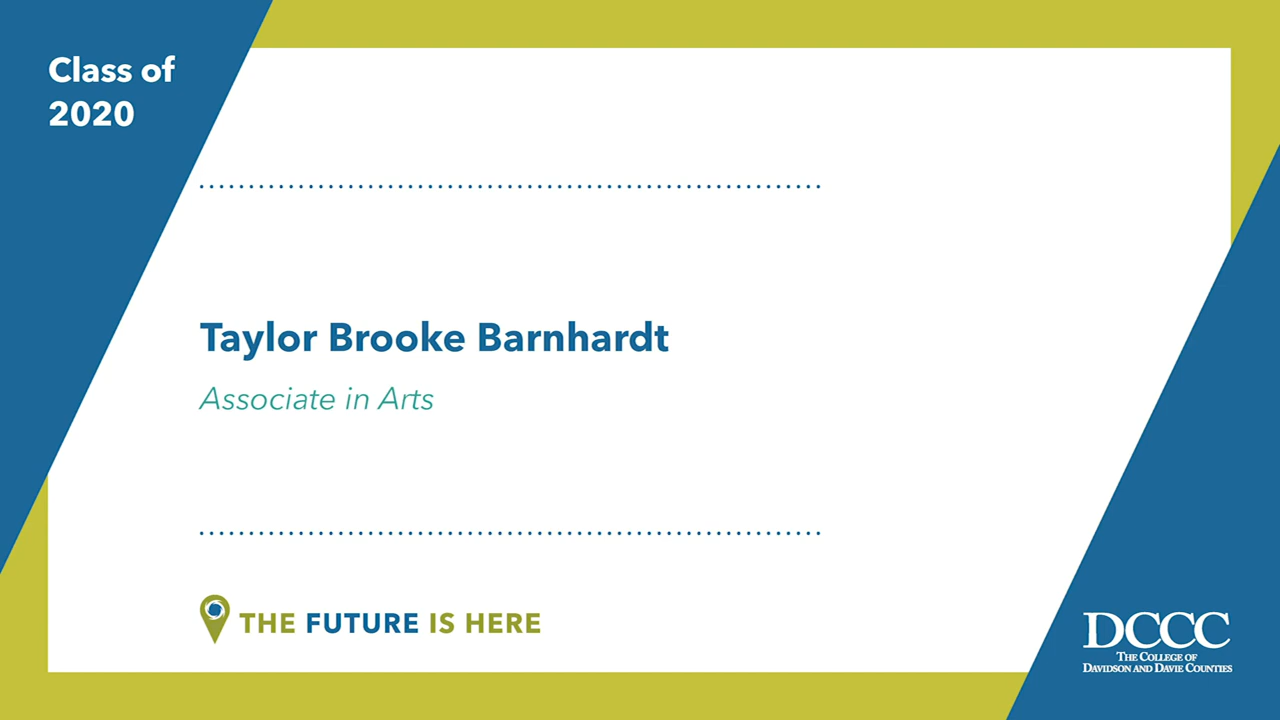 Class of
2020
Taylor Brooke Barnhardt
Associate in Arts
THE FUTURE IS HERE
DCCC
THE COLLEGE OF
DAVIDSON AND DAVIE COUNTIES